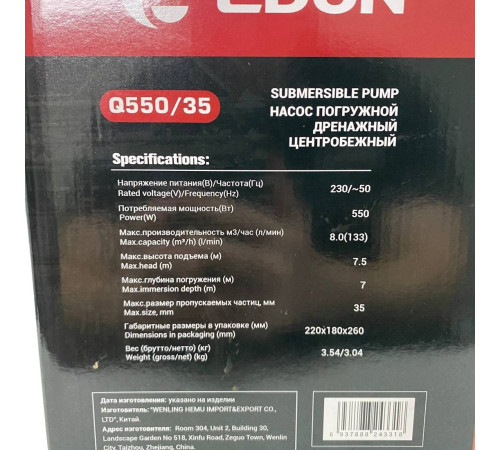 EDON
Q550/35
SUBMERSIBLE PUMP
НАСОС ПОГРУЖНОЙ
ДРЕНАЖНЫЙ
ЦЕНТРОБЕЖНЫЙ
Specifications:
Напряжение питания(В)/Частота(Гц)
Rated voltage(V)/Frequency(Hz)
230/~50
Потребляемая мощность(Вт)
Power(W)
550
Макс.производительность м3/час (л/мин)
Max.capacity (m³/h) (l/min)
8.0(133)
Макс.высота подъема (м)
Max.head (m)
7.5
Макс.глубина погружения (м)
Max.immersion depth (m)
7
Макс.размер пропускаемых частиц, мм
Max.size, mm
35
Габаритные размеры в упаковке (мм)
Dimensions in packaging (mm)
220x180x260
Вес (брутто/нетто) (кг)
Weight (gross/net) (kg)
3.54/3.04
Дата изготовления: указано на изделии
Изготовитель: "WENLING HEMU IMPORT&EXPORT CO.,
LTD", Китай.
Адрес изготовителя: Room 304, Unit 2, Building 30,
Landscape Garden No 518, Xinfu Road, Zeguo Town, Wenlin
City, Taizhou, Zhejiang, China.